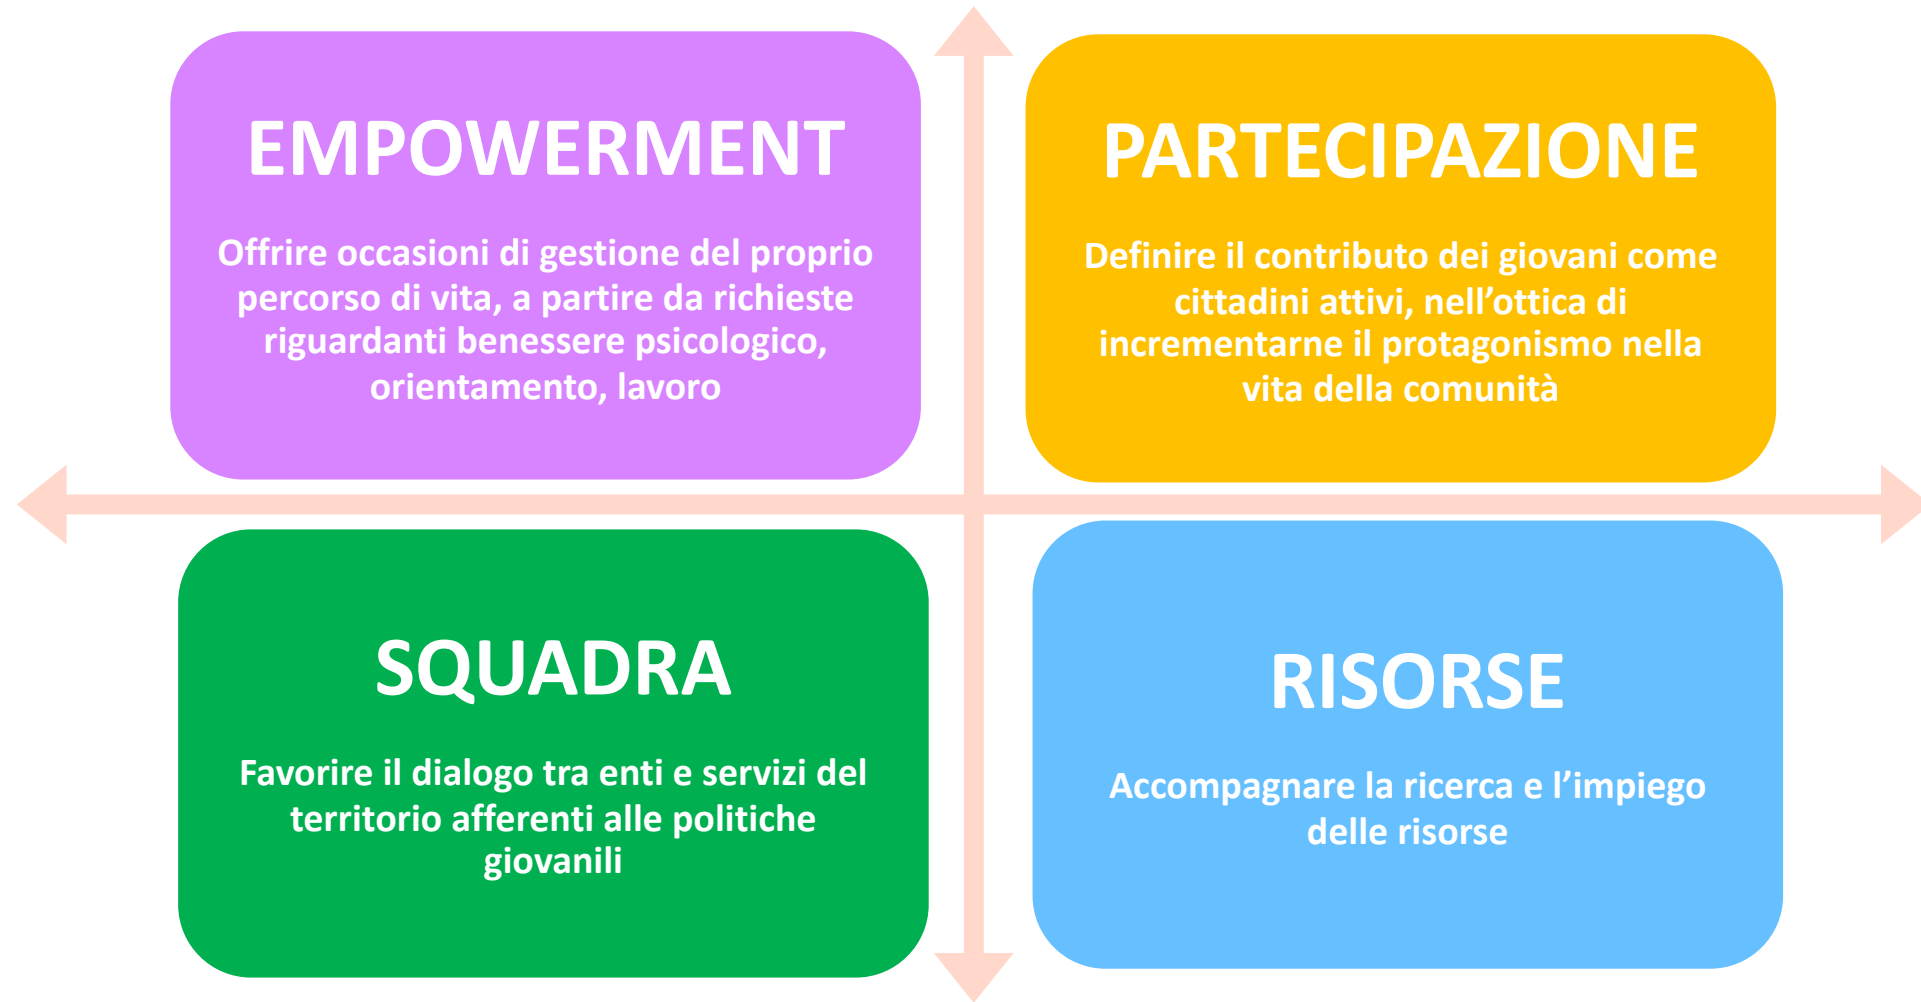 EMPOWERMENT
Offrire occasioni di gestione del proprio
percorso di vita, a partire da richieste
riguardanti benessere psicologico,
orientamento, lavoro
PARTECIPAZIONE
Definire il contributo dei giovani come
cittadini attivi, nell’ottica di
incrementarne il protagonismo nella
vita della comunità
SQUADRA
Favorire il dialogo tra enti e servizi del
territorio afferenti alle politiche
giovanili
RISORSE
Accompagnare la ricerca e l’impiego
delle risorse